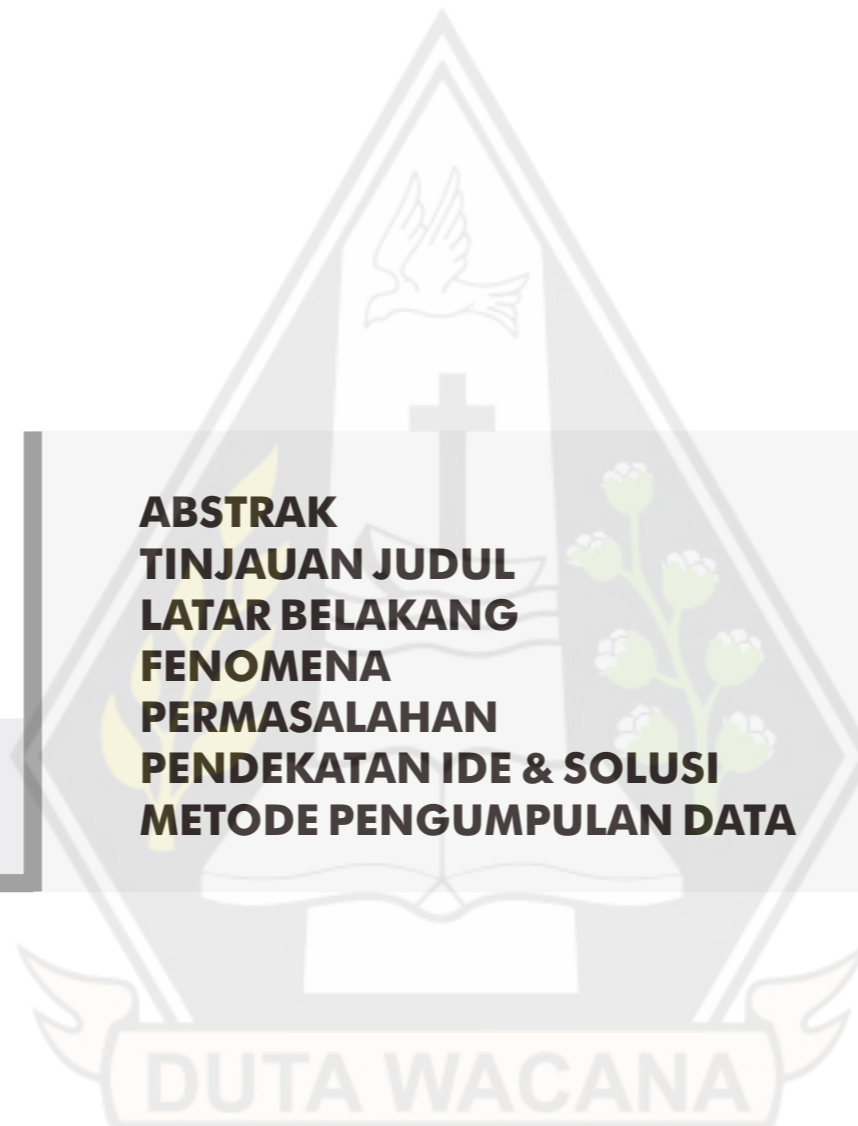 ABSTRAK
TINJAUAN JUDUL
LATAR BELAKANG
FENOMENA
PERMASALAHAN
PENDEKATAN IDE & SOLUSI
METODE PENGUMPULAN DATA
DUTA WACANA